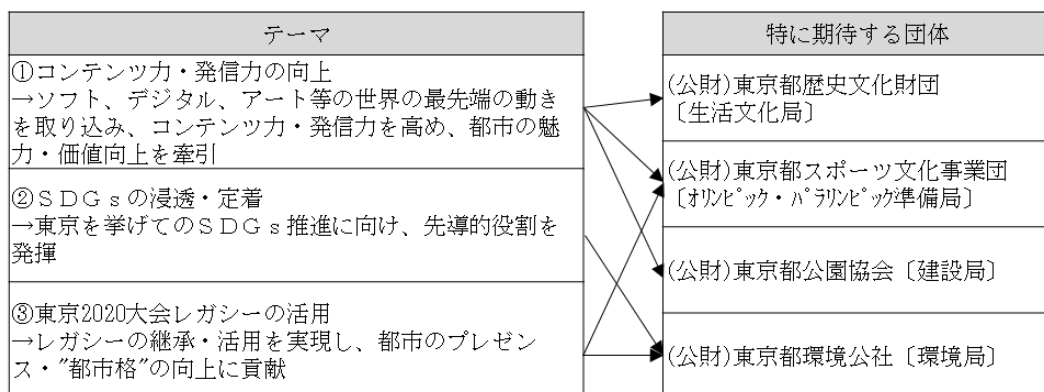 テーマ
①コンテンツ力・発信力の向上
→ソフト、デジタル、アート等の世界の最先端の動き
を取り込み、コンテンツ力・発信力を高め、都市の魅
力・価値向上を牽引
②ＳＤＧｓの浸透・定着
→東京を挙げてのＳＤＧｓ推進に向け、先導的役割を
発揮
③東京2020大会レガシーの活用
→レガシーの継承・活用を実現し、都市のプレゼン
ス・"都市格"の向上に貢献
特に期待する団体
(公財)東京都歴史文化財団
〔生活文化局〕
(公財)東京都スポーツ文化事業団
〔ｵﾘﾝﾋﾟｯｸ・ﾊﾟﾗﾘﾝﾋﾟｯｸ準備局〕
(公財)東京都公園協会〔建設局〕
(公財)東京都環境公社〔環境局〕